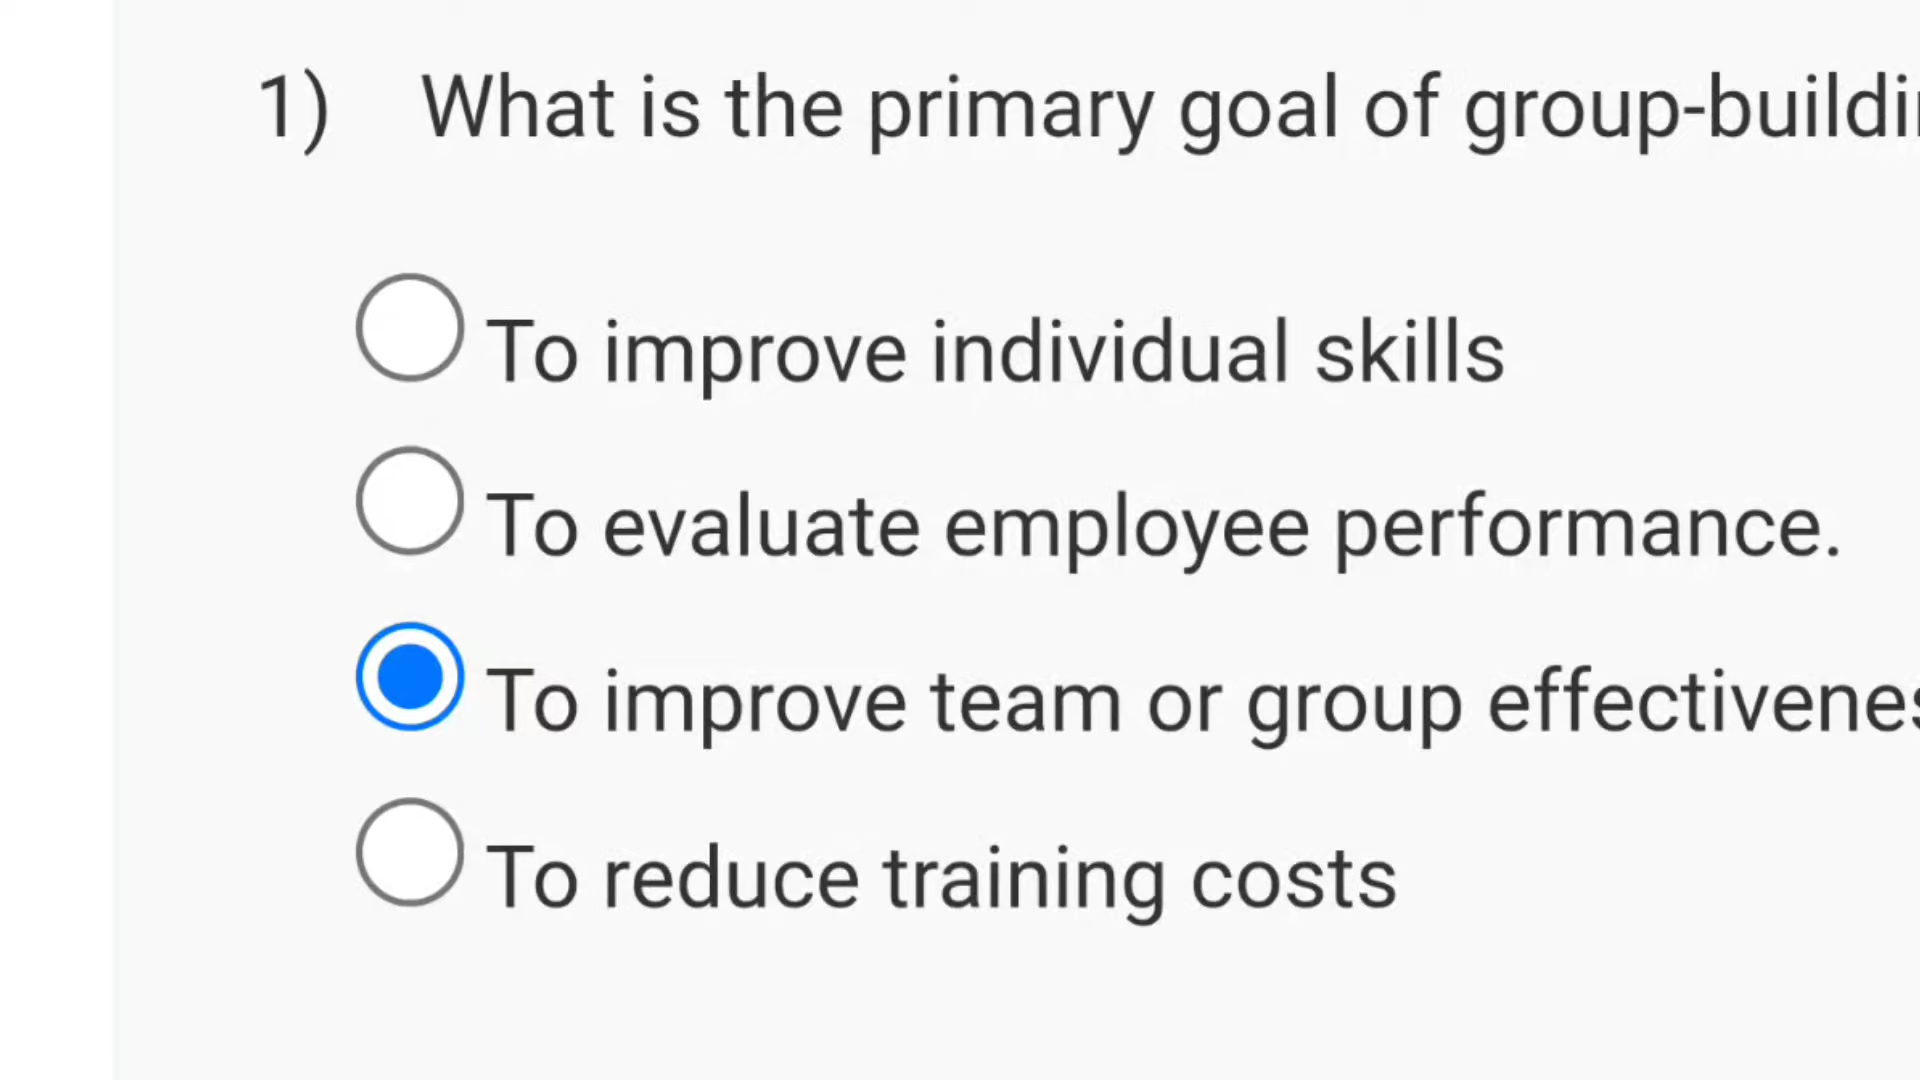 1) What is the primary goal of group-buildi
To improve individual skills
To evaluate employee performance.
To improve team or group effectivenes
To reduce training costs